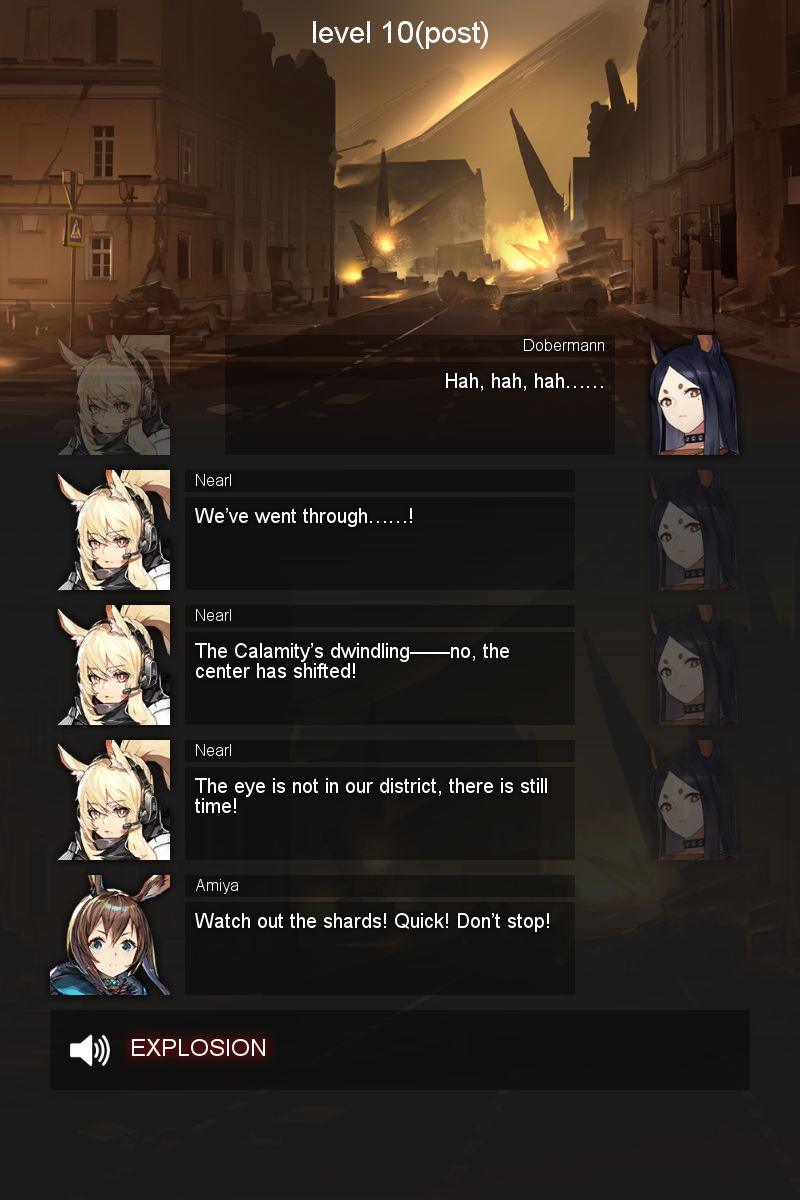 level 10(post)
Dobermann
Hah, hah, hah……
Nearl
We've went through……!
Nearl
The Calamity's dwindling——no, the
center has shifted!
Nearl
The eye is not in our district, there is still
time!
Amiya
Watch out the shards! Quick! Don't stop!
EXPLOSION